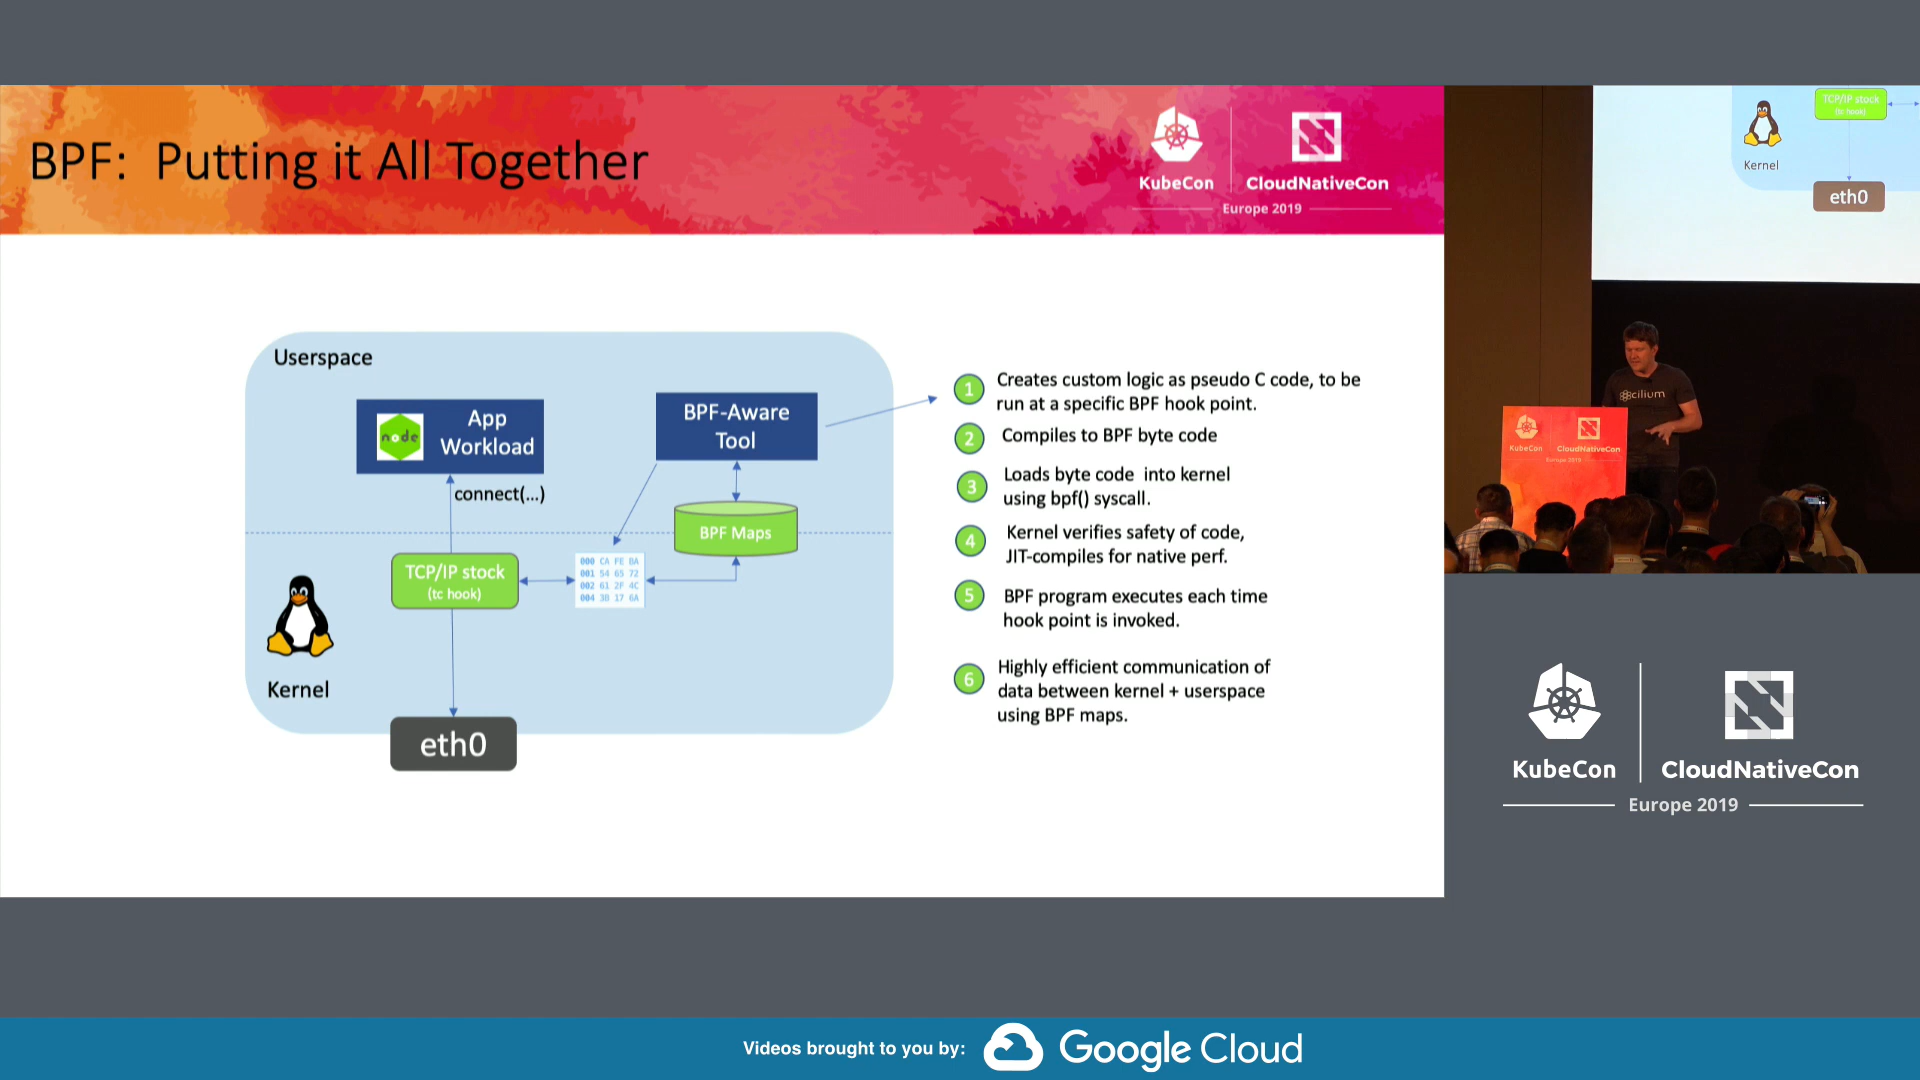 BPF: Putting it All Together
KubeCon
CloudNativeCon
Europe 2019
Userspace
node
App
Workload
BPF-Aware
Tool
connect(...)
BPF Maps
TCP/IP stock
(tc hook)
000 CA FE BA
001 54 65 72
002 61 2F 4C
004 3B 17 6A
Kernel
eth0
1
Creates custom logic as pseudo C code, to be
run at a specific BPF hook point.
2
Compiles to BPF byte code
3
Loads byte code into kernel
using bpf() syscall.
4
Kernel verifies safety of code,
JIT-compiles for native perf.
5
BPF program executes each time
hook point is invoked.
6
Highly efficient communication of
data between kernel + userspace
using BPF maps.
TCP/IP stock
(tc hook)
Kernel
eth0
cilium
KubeCon
CloudNativeCon
Europe 2019
KubeCon
CloudNativeCon
Europe 2019
Videos brought to you by:
Google Cloud